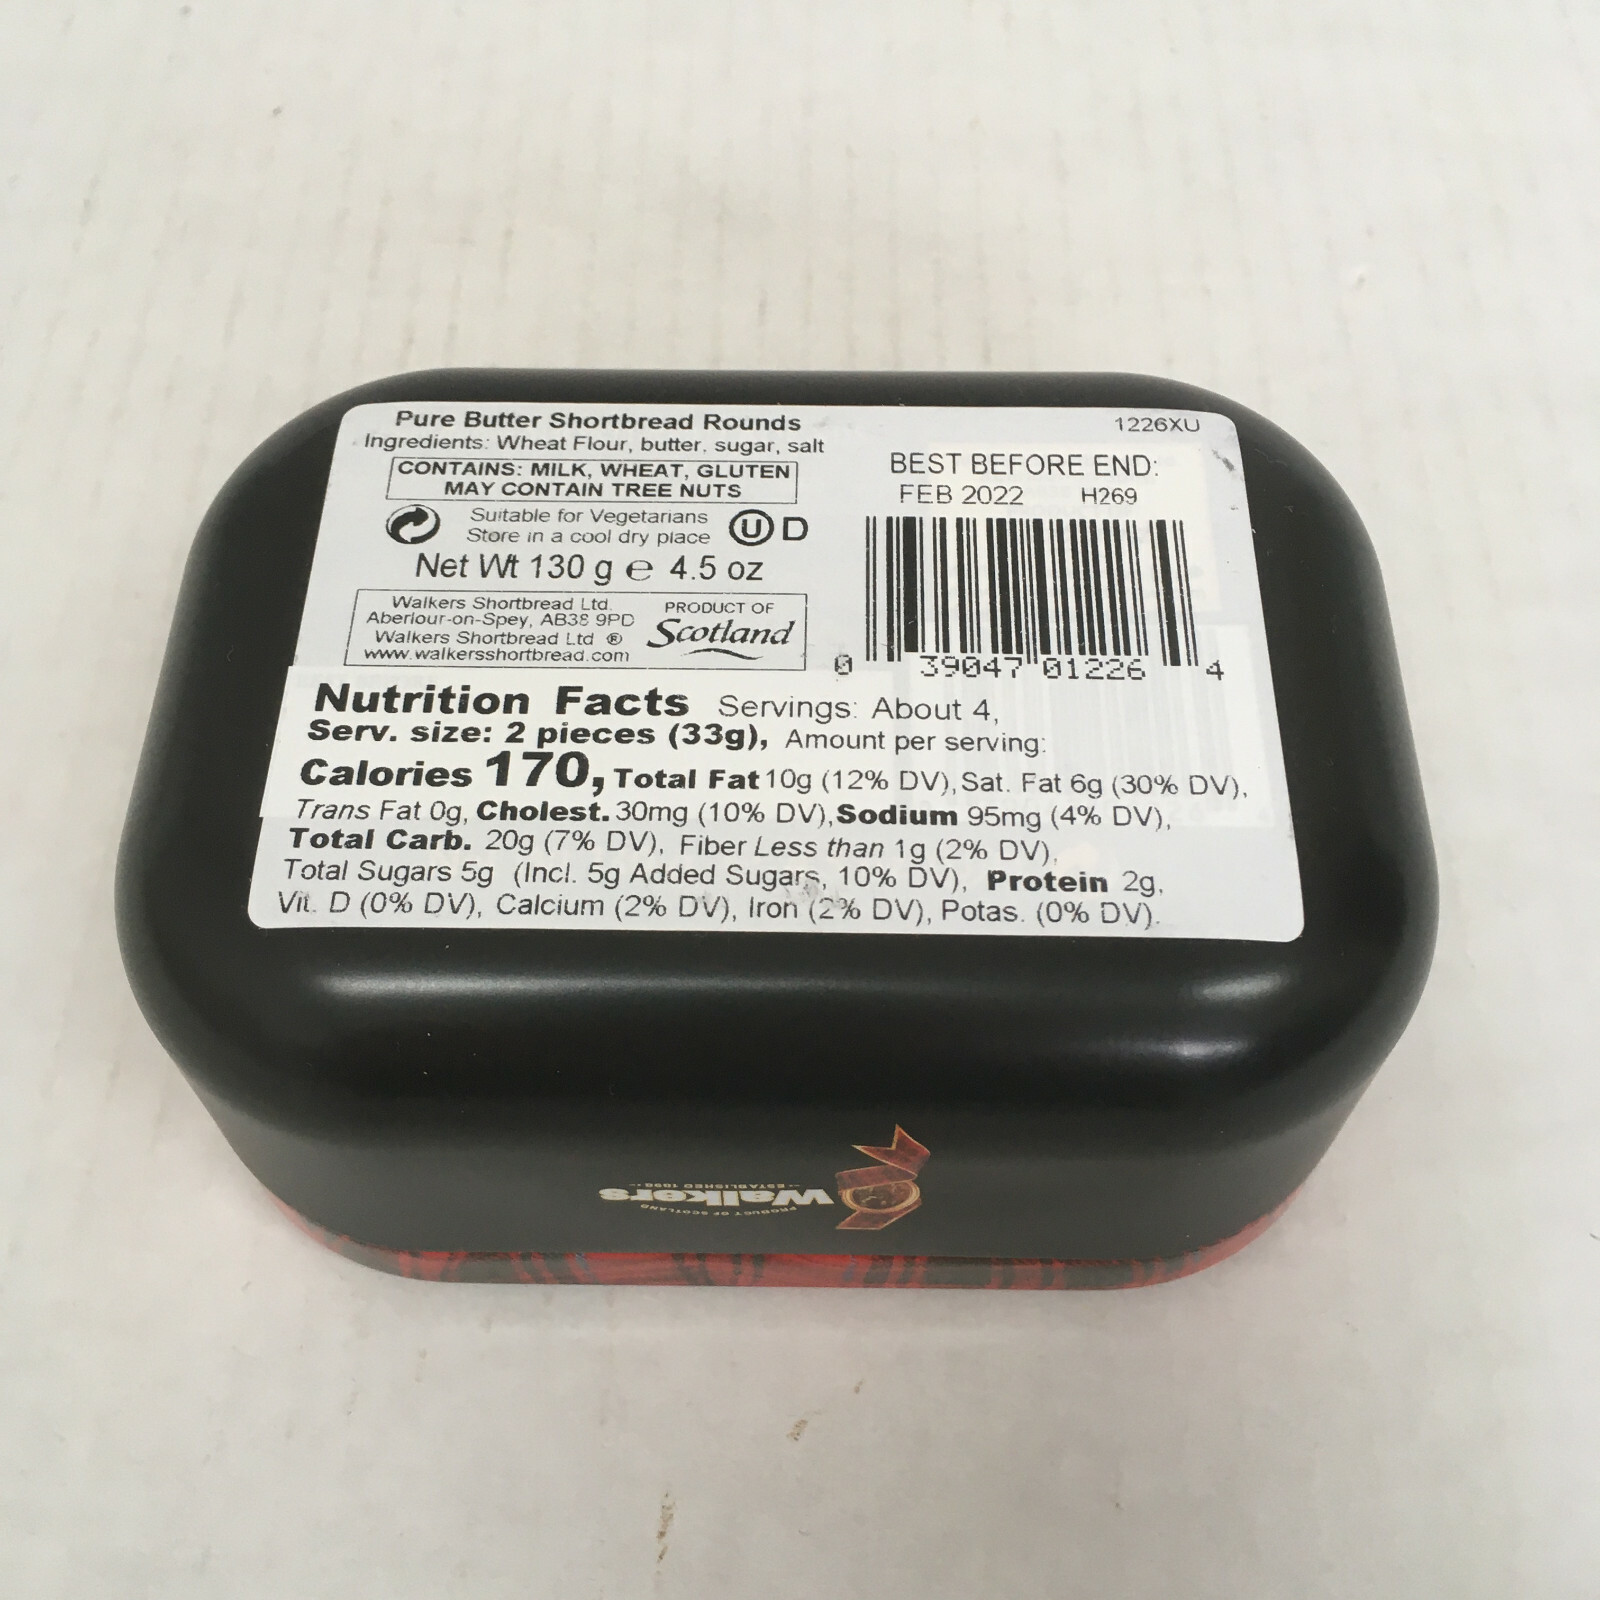 Pure Butter Shortbread Rounds
1226XU
Ingredients: Wheat Flour, butter, sugar, salt
CONTAINS: MILK, WHEAT, GLUTEN
MAY CONTAIN TREE NUTS
BEST BEFORE END:
FEB 2022 H269
Suitable for Vegetarians
Store in a cool dry place
U D
Net Wt 130 g e 4.5 oz
Walkers Shortbread Ltd.
Aberlour-on-Spey, AB38 9PD
Walkers Shortbread Ltd ®
www.walkersshortbread.com
PRODUCT OF
Scotland
0 39047 01226 4
Nutrition Facts Servings: About 4,
Serv. size: 2 pieces (33g), Amount per serving:
Calories 170, Total Fat 10g (12% DV), Sat. Fat 6g (30% DV),
Trans Fat 0g, Cholest. 30mg (10% DV), Sodium 95mg (4% DV),
Total Carb. 20g (7% DV), Fiber Less than 1g (2% DV),
Total Sugars 5g (Incl. 5g Added Sugars, 10% DV), Protein 2g,
Vit. D (0% DV), Calcium (2% DV), Iron (2% DV), Potas. (0% DV).
PRODUCT OF SCOTLAND
Walkers
ESTABLISHED 1898